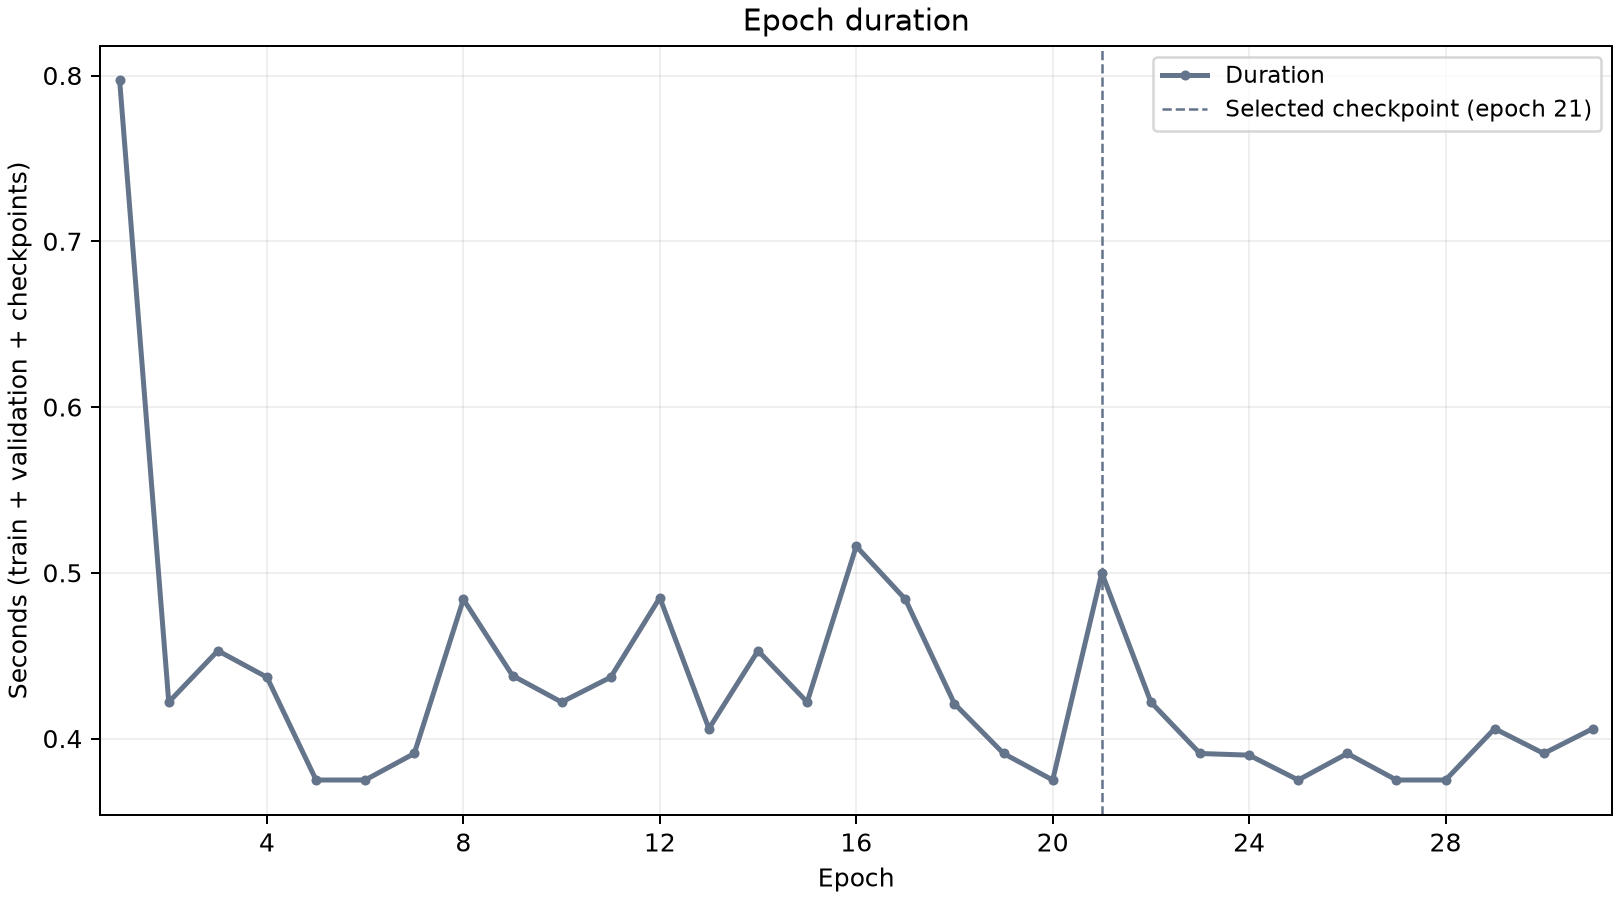 Epoch duration
Duration
Selected checkpoint (epoch 21)
Seconds (train + validation + checkpoints)
0.8
0.7
0.6
0.5
0.4
4 8 12 16 20 24 28
Epoch